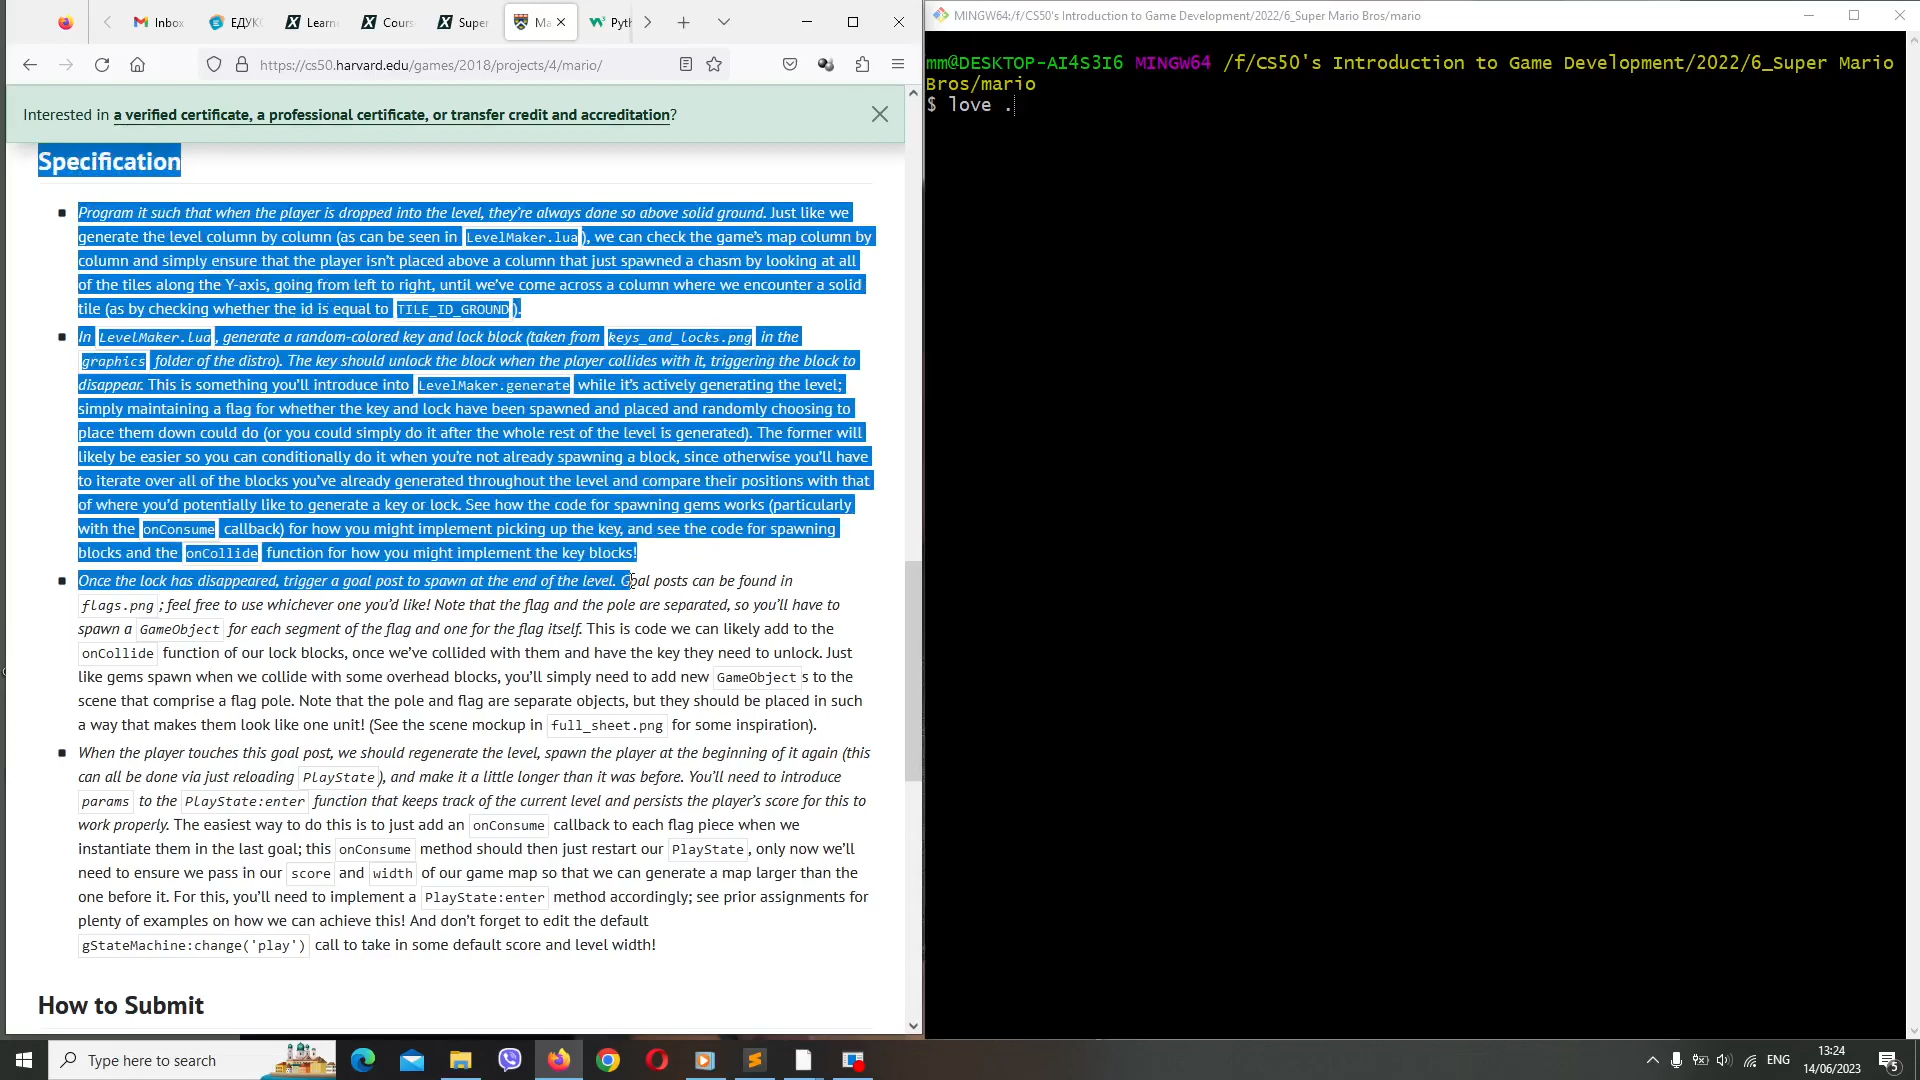 Inbox
ЕДУК
Learn
Cours
Super
Ma
Pyth
https://cs50.harvard.edu/games/2018/projects/4/mario/
Interested in a verified certificate, a professional certificate, or transfer credit and accreditation?
Specification
Program it such that when the player is dropped into the level, they’re always done so above solid ground. Just like we
generate the level column by column (as can be seen in LevelMaker.lua), we can check the game’s map column by
column and simply ensure that the player isn’t placed above a column that just spawned a chasm by looking at all
of the tiles along the Y-axis, going from left to right, until we’ve come across a column where we encounter a solid
tile (as by checking whether the id is equal to TILE_ID_GROUND).
In LevelMaker.lua, generate a random-colored key and lock block (taken from keys_and_locks.png in the
graphics folder of the distro). The key should unlock the block when the player collides with it, triggering the block to
disappear. This is something you’ll introduce into LevelMaker.generate while it’s actively generating the level;
simply maintaining a flag for whether the key and lock have been spawned and placed and randomly choosing to
place them down could do (or you could simply do it after the whole rest of the level is generated). The former will
likely be easier so you can conditionally do it when you’re not already spawning a block, since otherwise you’ll have
to iterate over all of the blocks you’ve already generated throughout the level and compare their positions with that
of where you’d potentially like to generate a key or lock. See how the code for spawning gems works (particularly
with the onConsume callback) for how you might implement picking up the key, and see the code for spawning
blocks and the onCollide function for how you might implement the key blocks!
Once the lock has disappeared, trigger a goal post to spawn at the end of the level. Goal posts can be found in
flags.png; feel free to use whichever one you’d like! Note that the flag and the pole are separated, so you’ll have to
spawn a GameObject for each segment of the flag and one for the flag itself. This is code we can likely add to the
onCollide function of our lock blocks, once we’ve collided with them and have the key they need to unlock. Just
like gems spawn when we collide with some overhead blocks, you’ll simply need to add new GameObjects to the
scene that comprise a flag pole. Note that the pole and flag are separate objects, but they should be placed in such
a way that makes them look like one unit! (See the scene mockup in full_sheet.png for some inspiration).
When the player touches this goal post, we should regenerate the level, spawn the player at the beginning of it again (this
can all be done via just reloading PlayState), and make it a little longer than it was before. You’ll need to introduce
params to the PlayState:enter function that keeps track of the current level and persists the player’s score for this to
work properly. The easiest way to do this is to just add an onConsume callback to each flag piece when we
instantiate them in the last goal; this onConsume method should then just restart our PlayState, only now we’ll
need to ensure we pass in our score and width of our game map so that we can generate a map larger than the
one before it. For this, you’ll need to implement a PlayState:enter method accordingly; see prior assignments for
plenty of examples on how we can achieve this! And don’t forget to edit the default
gStateMachine:change('play') call to take in some default score and level width!
How to Submit
MINGW64:/f/CS50's Introduction to Game Development/2022/6_Super Mario Bros/mario
mm@DESKTOP-AI4S3I6 MINGW64 /f/CS50's Introduction to Game Development/2022/6_Super Mario
Bros/mario
$ love .
Type here to search
ENG
13:24
14/06/2023
5